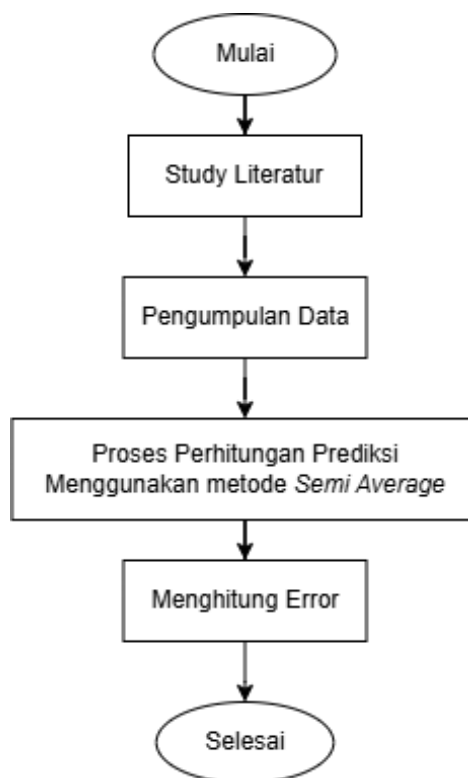 Mulai
Study Literatur
Pengumpulan Data
Proses Perhitungan Prediksi
Menggunakan metode Semi Average
Menghitung Error
Selesai